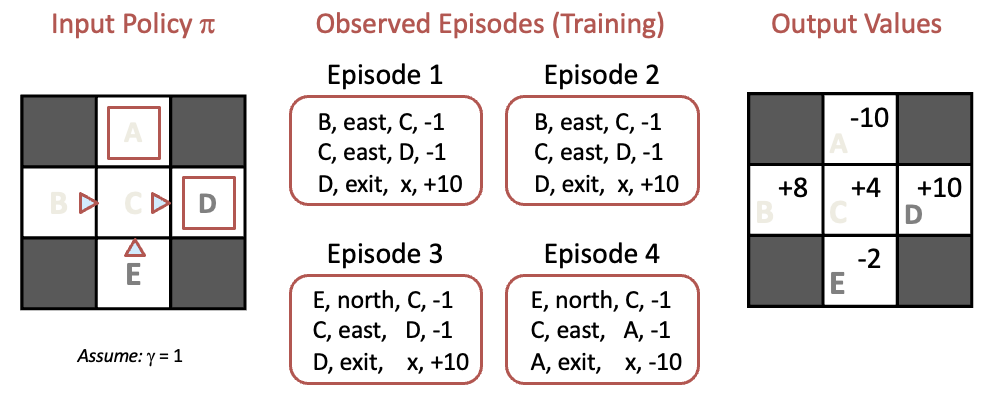 Input Policy π
Observed Episodes (Training)
Output Values
A
B
C
D
E
Assume: γ = 1
Episode 1
B, east, C, -1
C, east, D, -1
D, exit, x, +10
Episode 2
B, east, C, -1
C, east, D, -1
D, exit, x, +10
Episode 3
E, north, C, -1
C, east, D, -1
D, exit, x, +10
Episode 4
E, north, C, -1
C, east, A, -1
A, exit, x, -10
-10
A
+8
B
+4
C
+10
D
-2
E